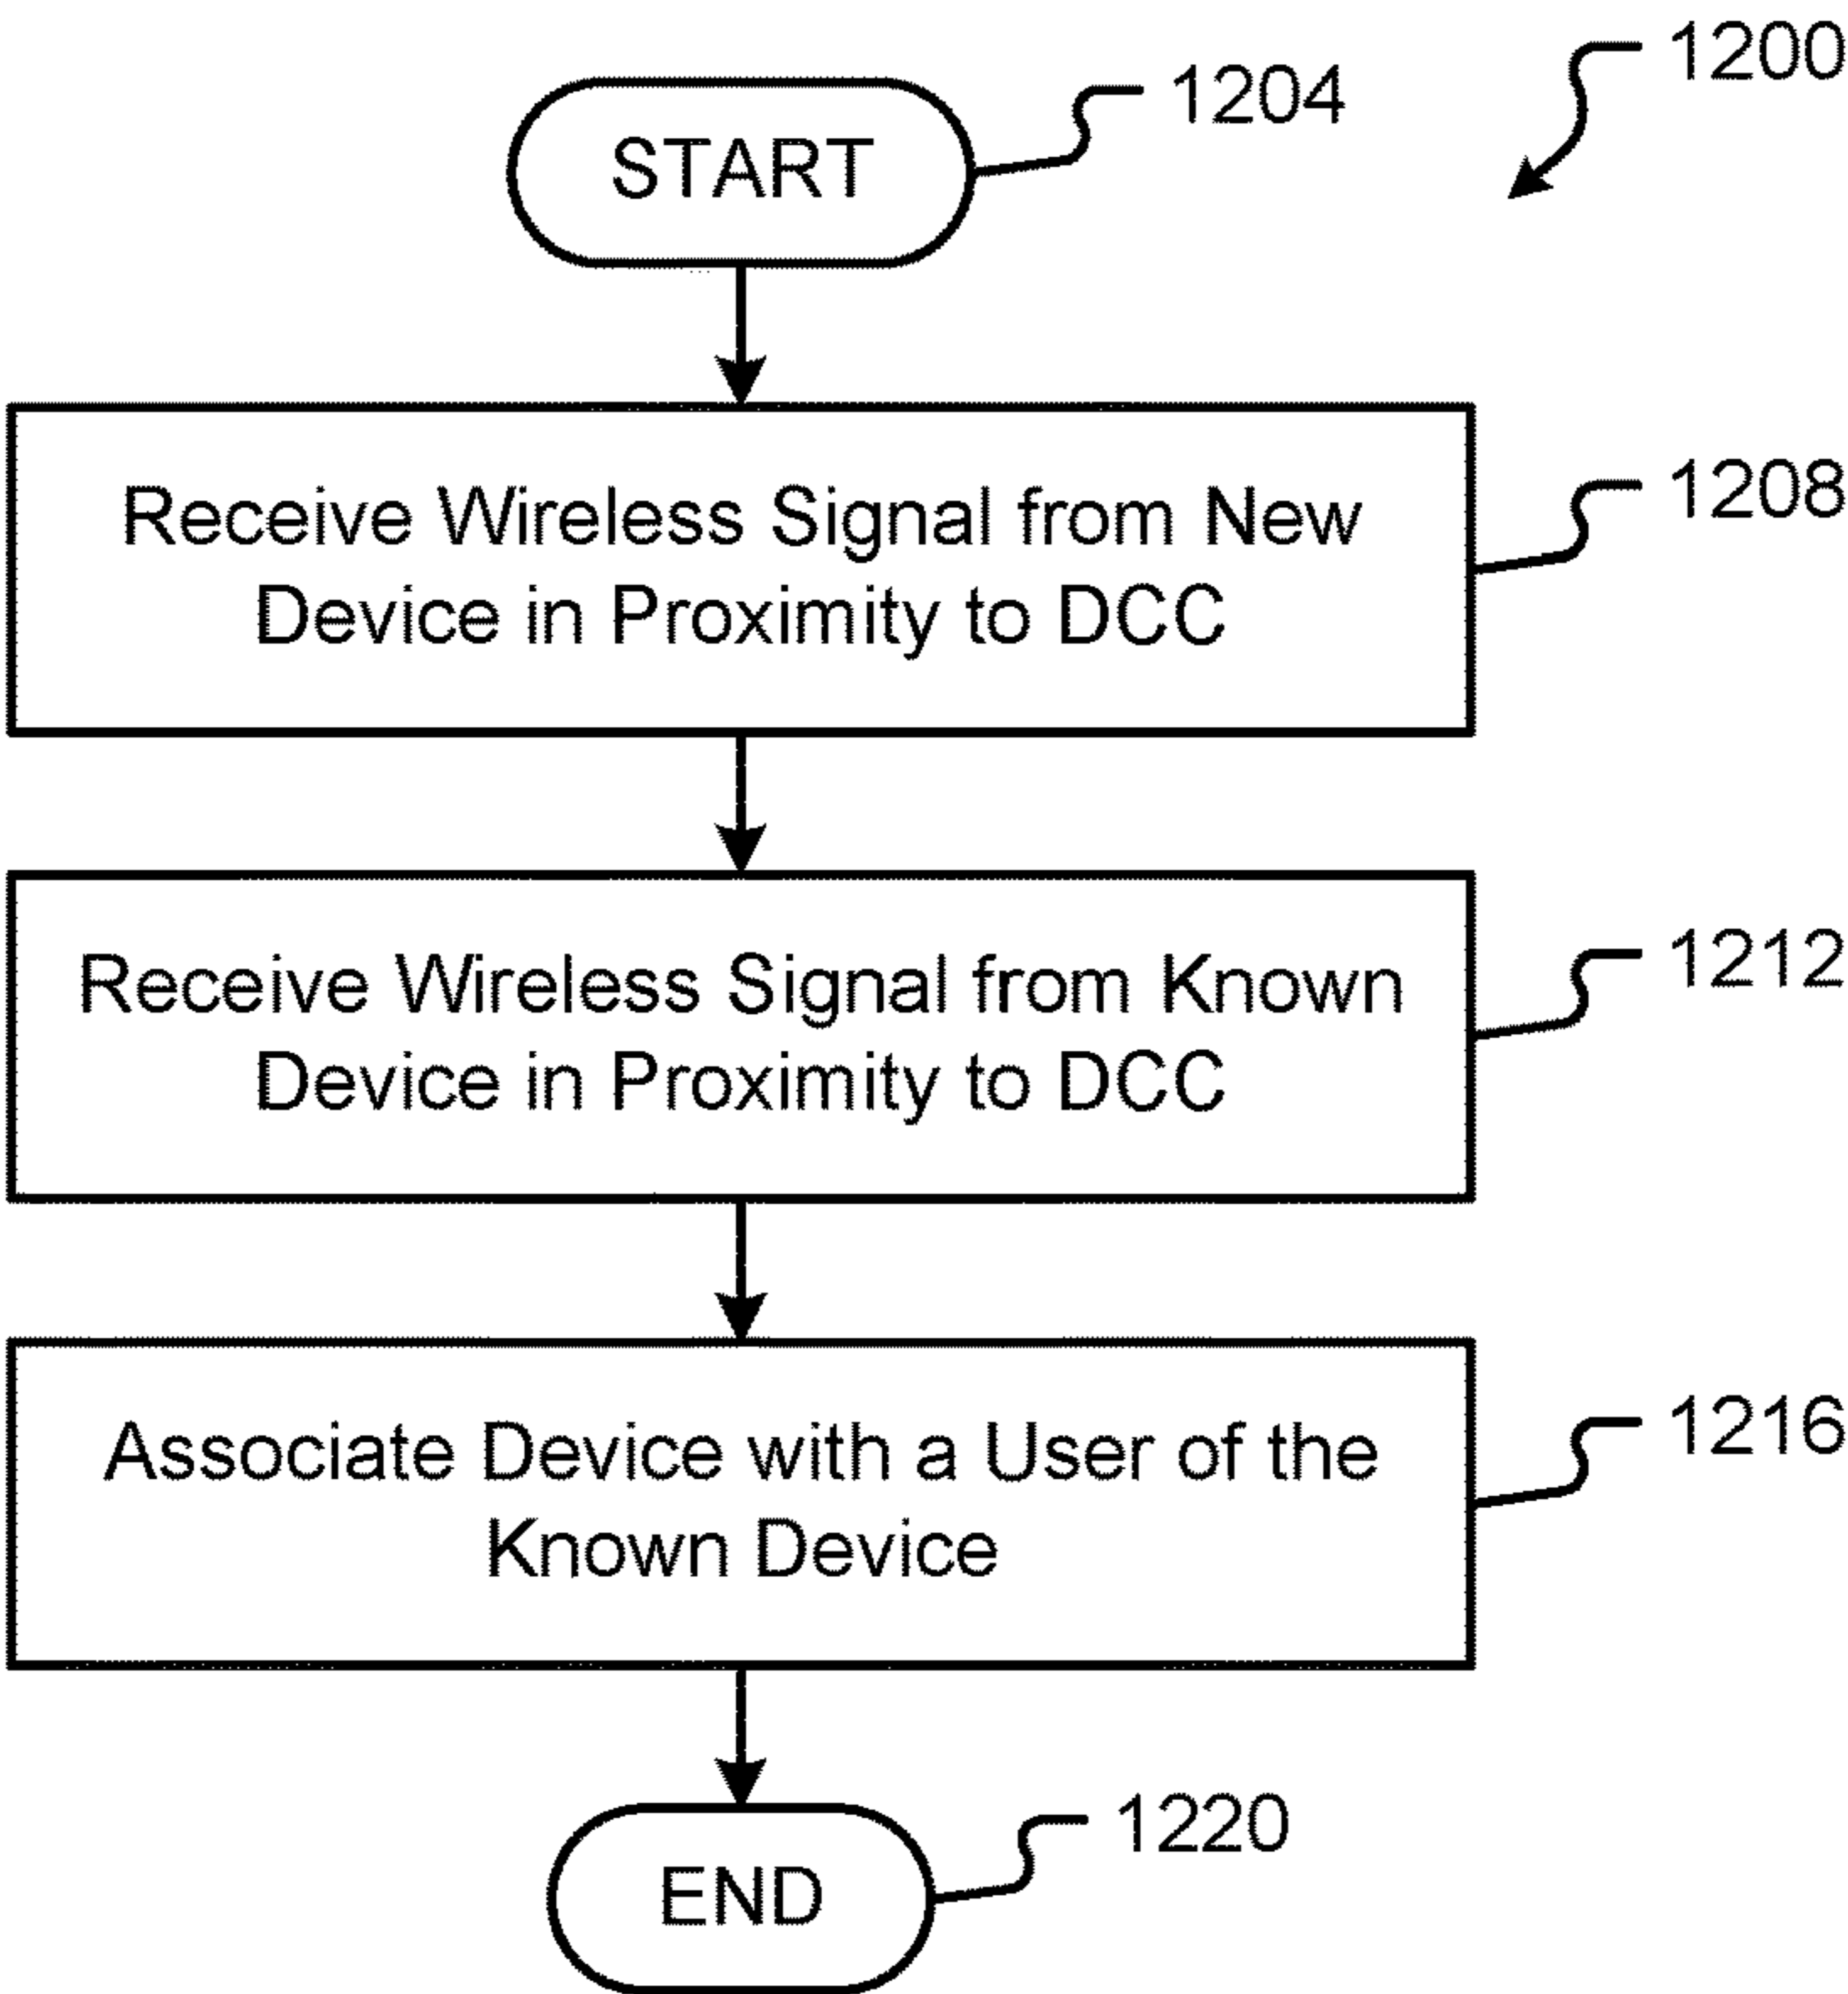 1200
1204
START
Receive Wireless Signal from New
Device in Proximity to DCC
1208
Receive Wireless Signal from Known
Device in Proximity to DCC
1212
Associate Device with a User of the
Known Device
1216
1220
END